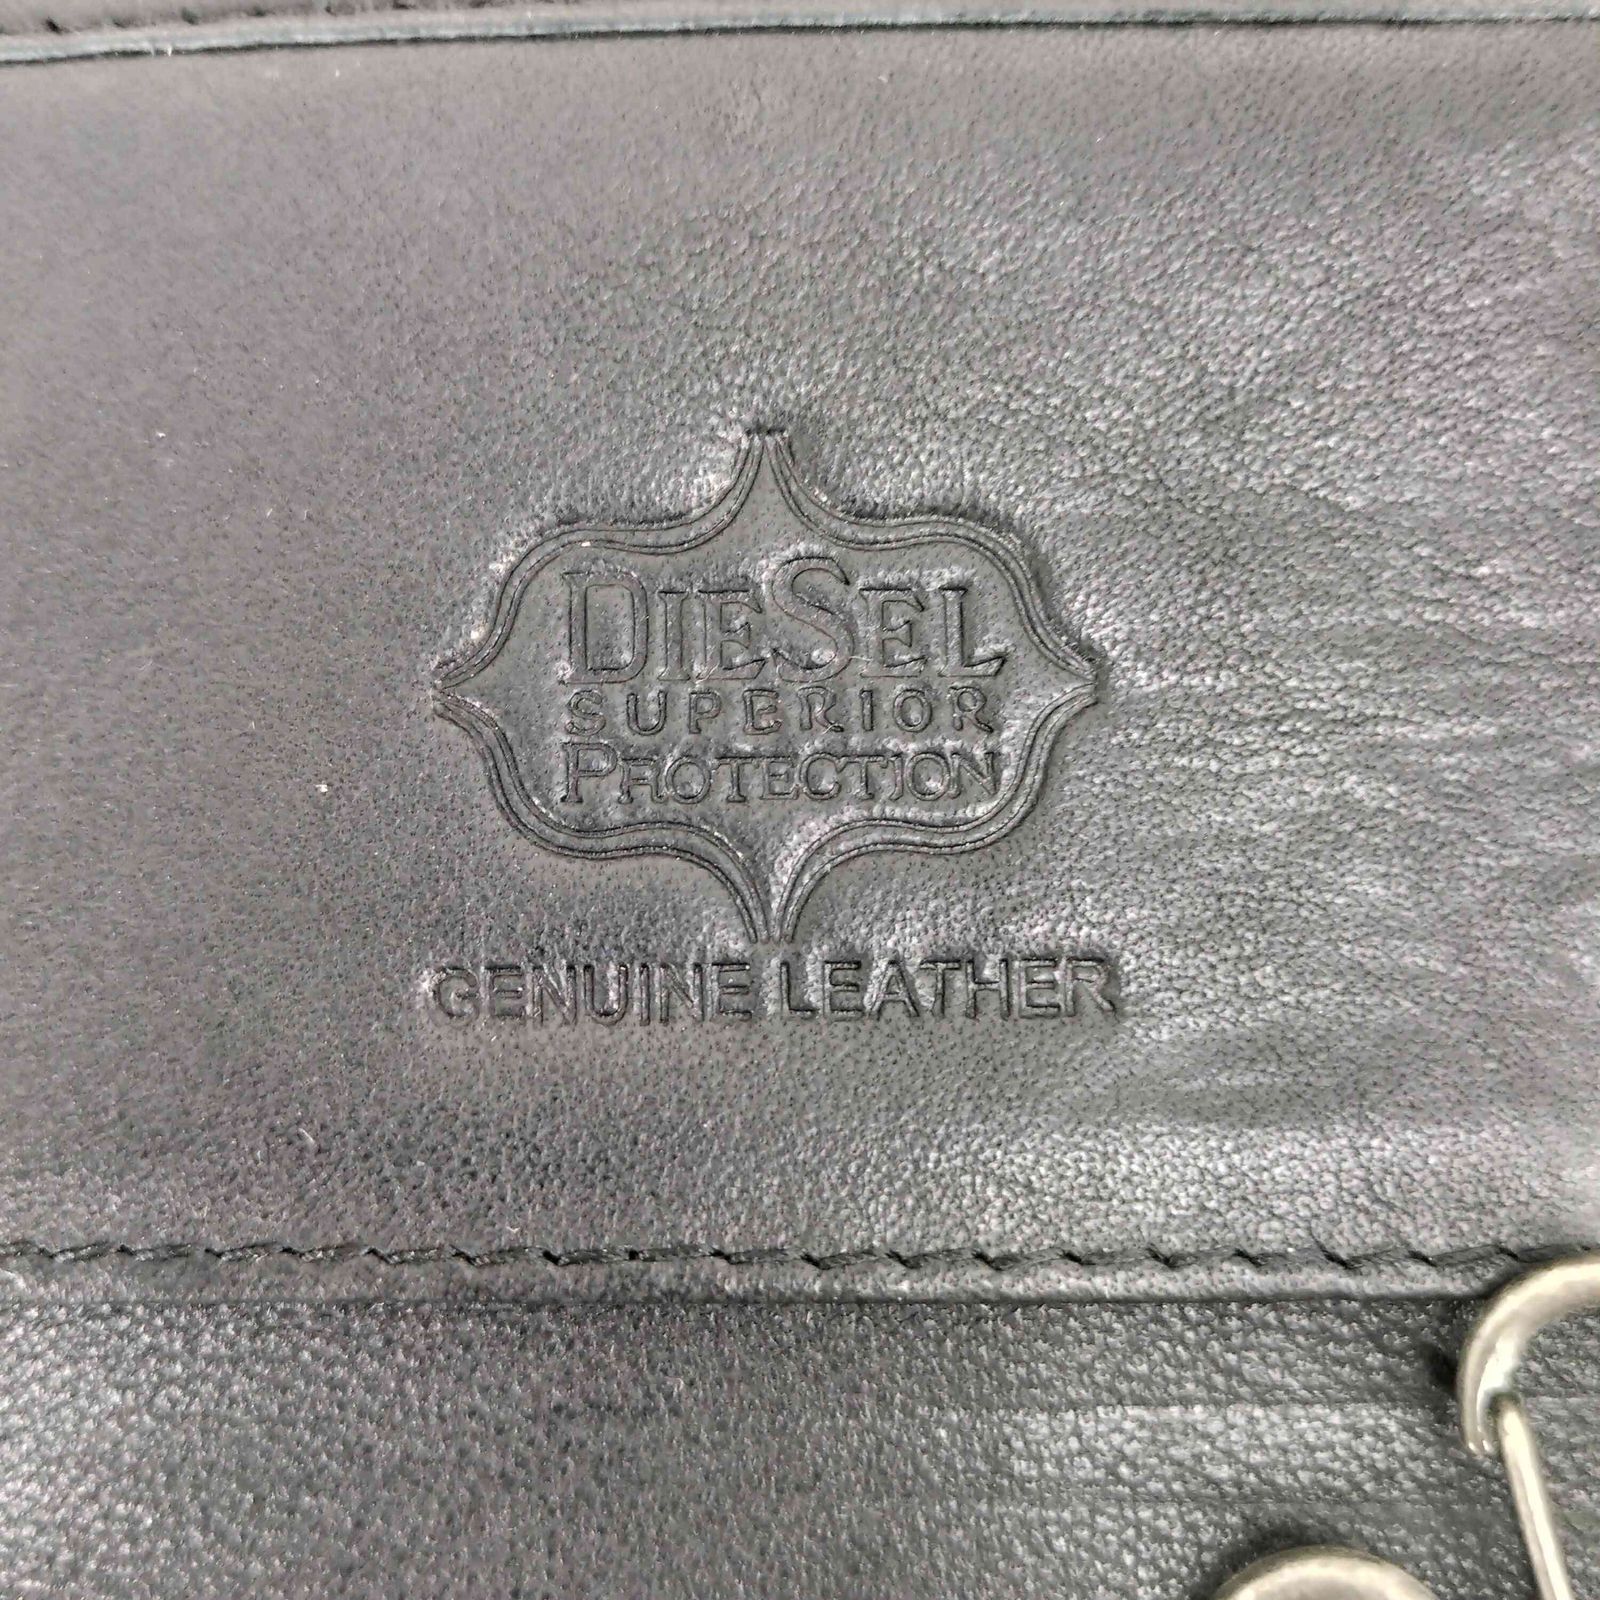 DIESEL
SUPERIOR
PROTECTION
GENUINE LEATHER